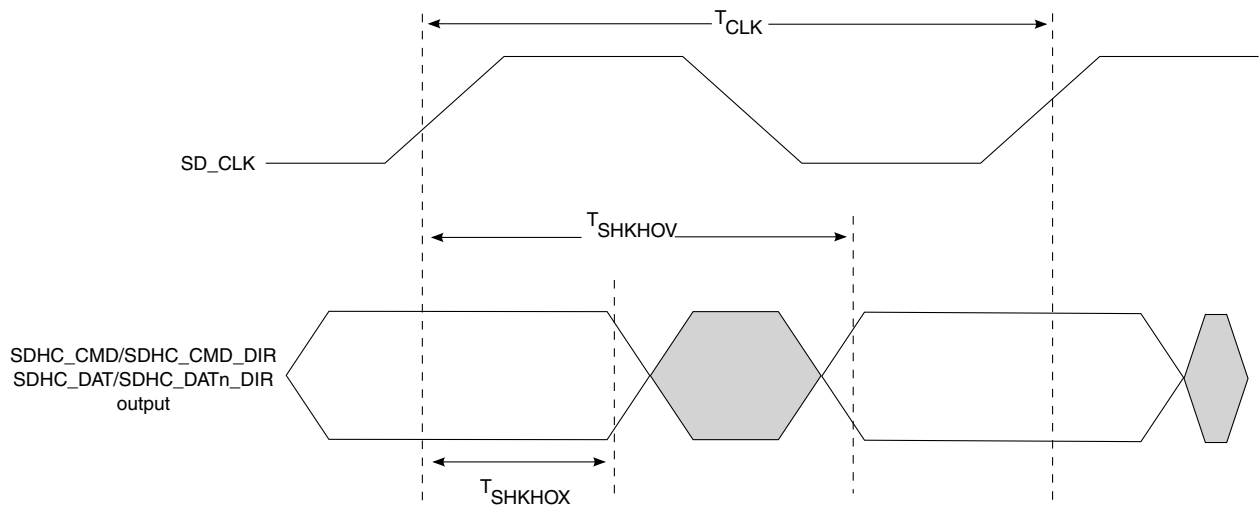 TCLK
SD_CLK
TSHKHOV
SDHC_CMD/SDHC_CMD_DIR
SDHC_DAT/SDHC_DATn_DIR
output
TSHKHOX